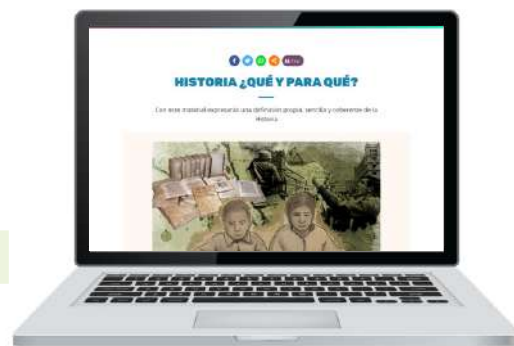 HISTORIA ¿QUÉ Y PARA QUÉ?
Con este material expresarás una definición propia, sencilla y coherente de la
Historia